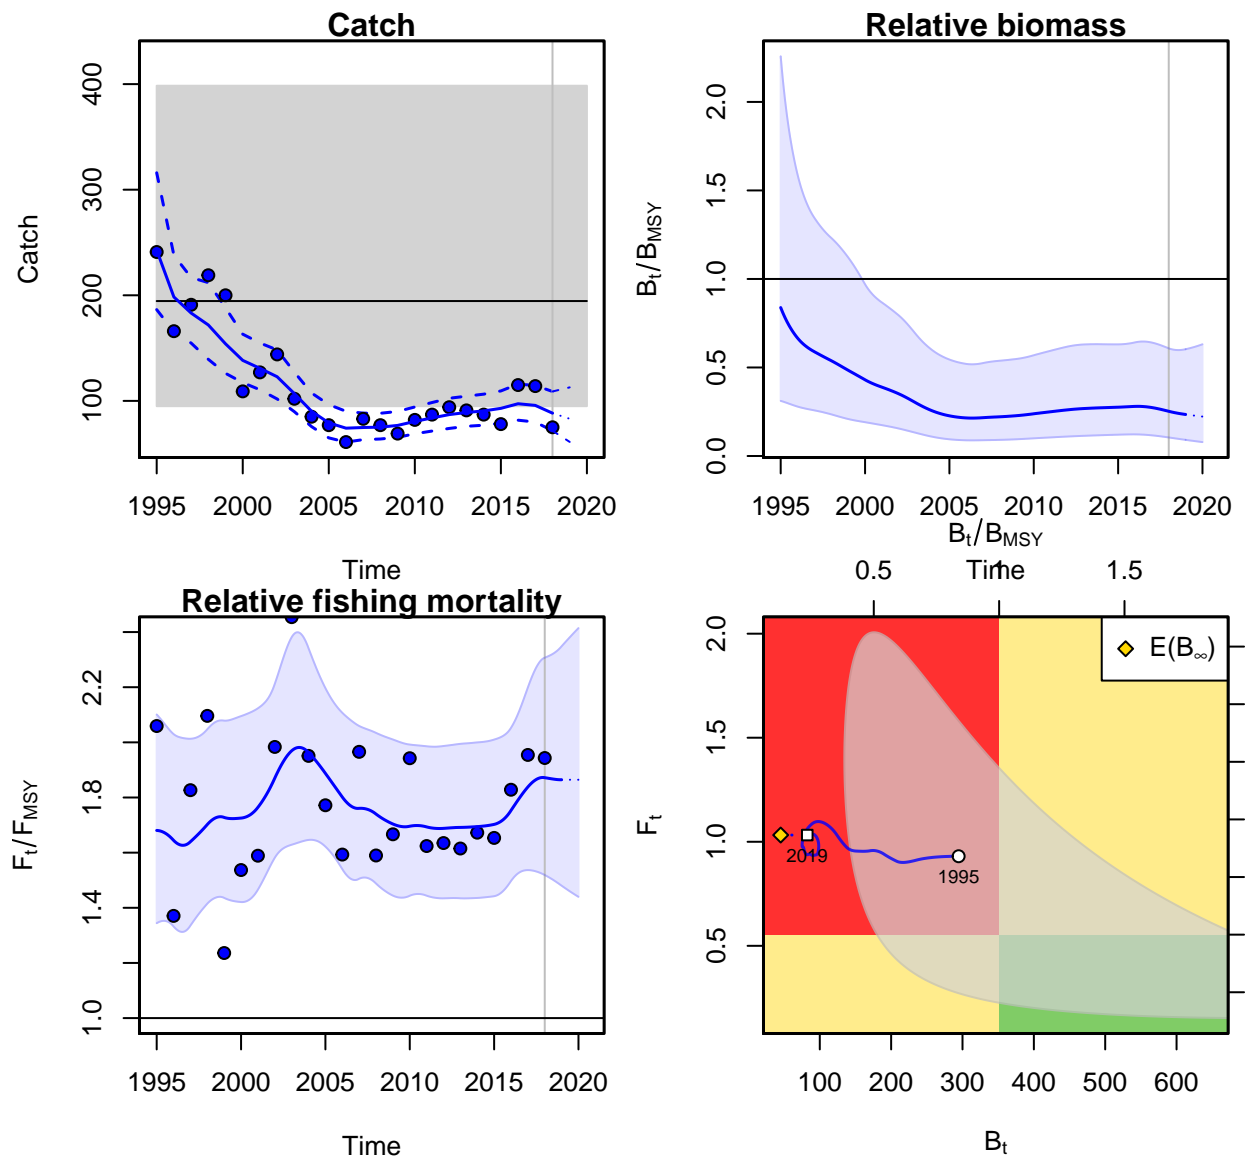 Catch
400
300
200
100
Catch
1995 2000 2005 2010 2015 2020
Time
Relative biomass
2.0
1.5
1.0
0.5
0.0
Bt/BMSY
1995 2000 2005 2010 2015 2020
Time
Relative fishing mortality
2.2
1.8
1.4
1.0
Ft/FMSY
1995 2000 2005 2010 2015 2020
Time
Bt/BMSY
0.5 1 1.5
2.0
1.5
1.0
0.5
Ft
E(B∞)
2019
1995
100 200 300 400 500 600
Bt